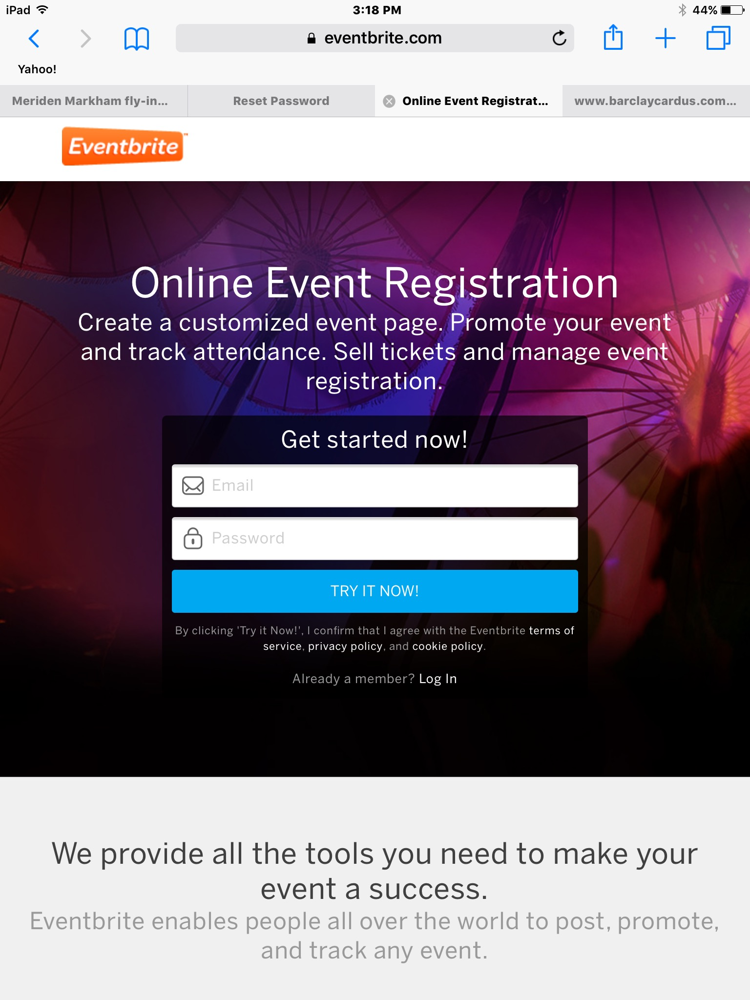 iPad 3:18 PM 44%
eventbrite.com
Yahoo!
Meriden Markham fly-in... Reset Password Online Event Registrat... www.barclaycardus.com...
Eventbrite™
Online Event Registration
Create a customized event page. Promote your event
and track attendance. Sell tickets and manage event
registration.
Get started now!
Email
Password
TRY IT NOW!
By clicking 'Try it Now!', I confirm that I agree with the Eventbrite terms of
service, privacy policy, and cookie policy.
Already a member? Log In
We provide all the tools you need to make your
event a success.
Eventbrite enables people all over the world to post, promote,
and track any event.